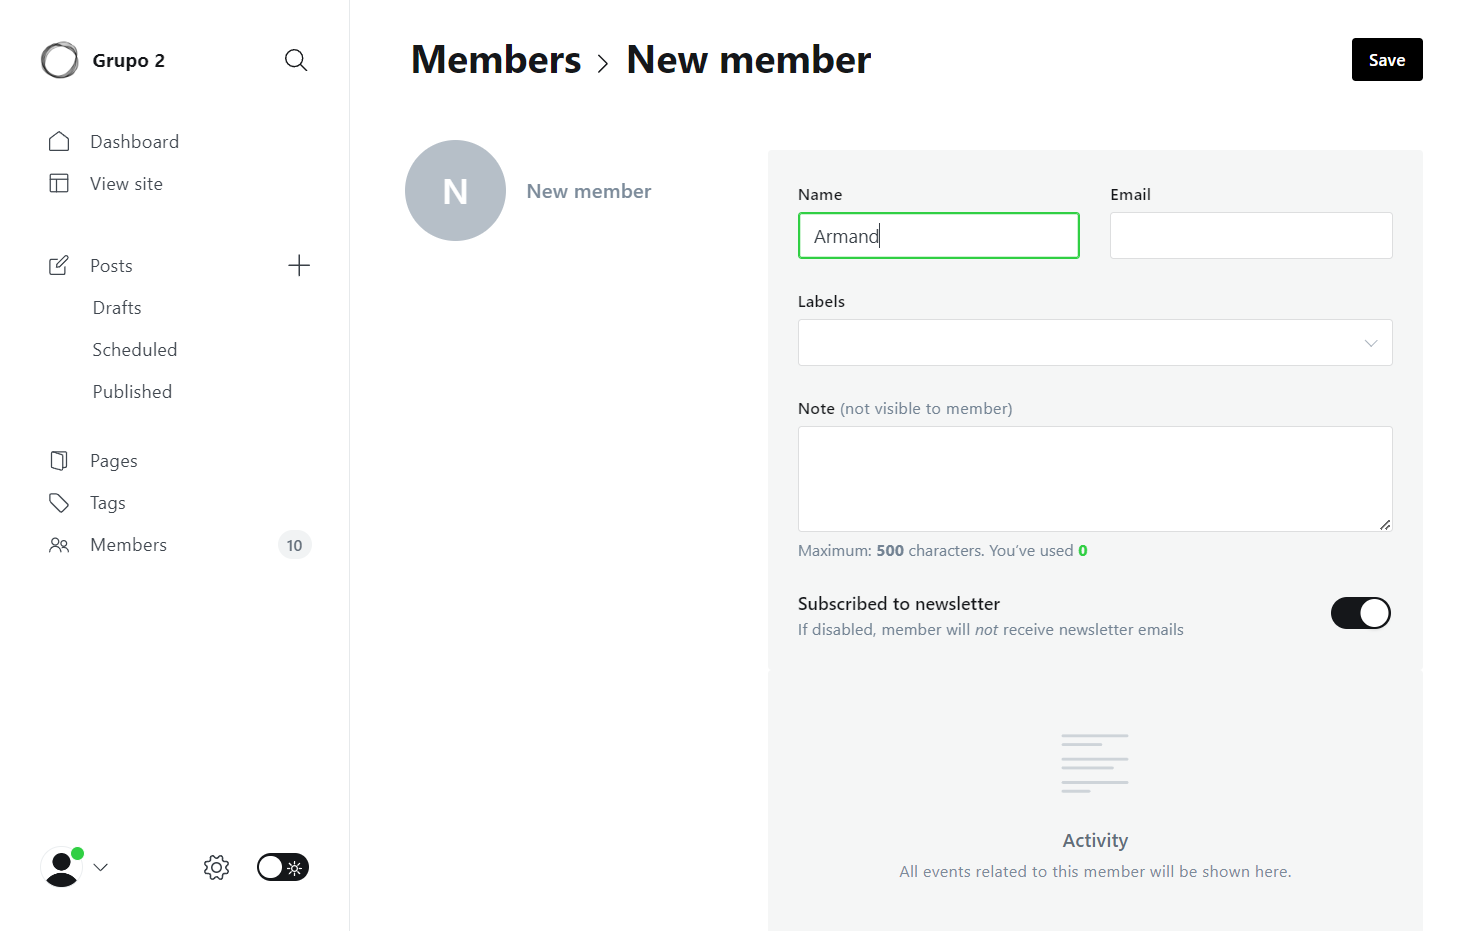 Grupo 2
Dashboard
View site
Posts
Drafts
Scheduled
Published
Pages
Tags
Members 10
Members > New member
Save
N
New member
Name
Email
Armand
Labels
Note (not visible to member)
Maximum: 500 characters. You’ve used 0
Subscribed to newsletter
If disabled, member will not receive newsletter emails
Activity
All events related to this member will be shown here.